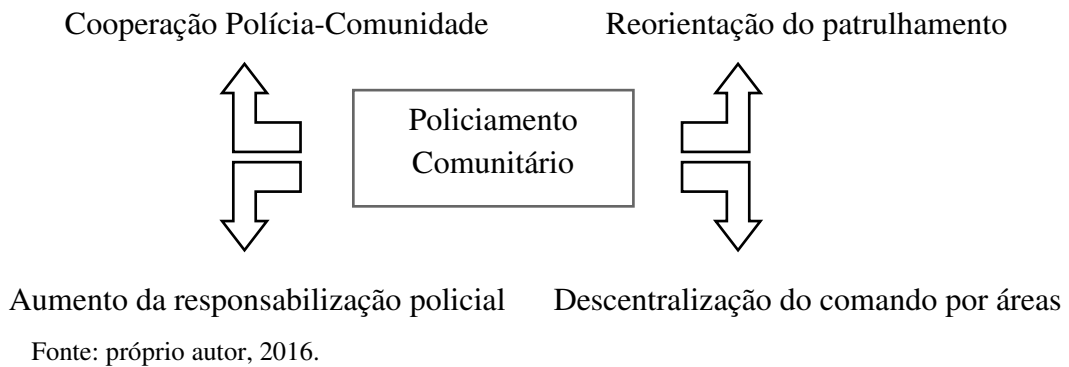 Cooperação Polícia-Comunidade
Reorientação do patrulhamento
Policiamento
Comunitário
Aumento da responsabilização policial
Descentralização do comando por áreas
Fonte: próprio autor, 2016.